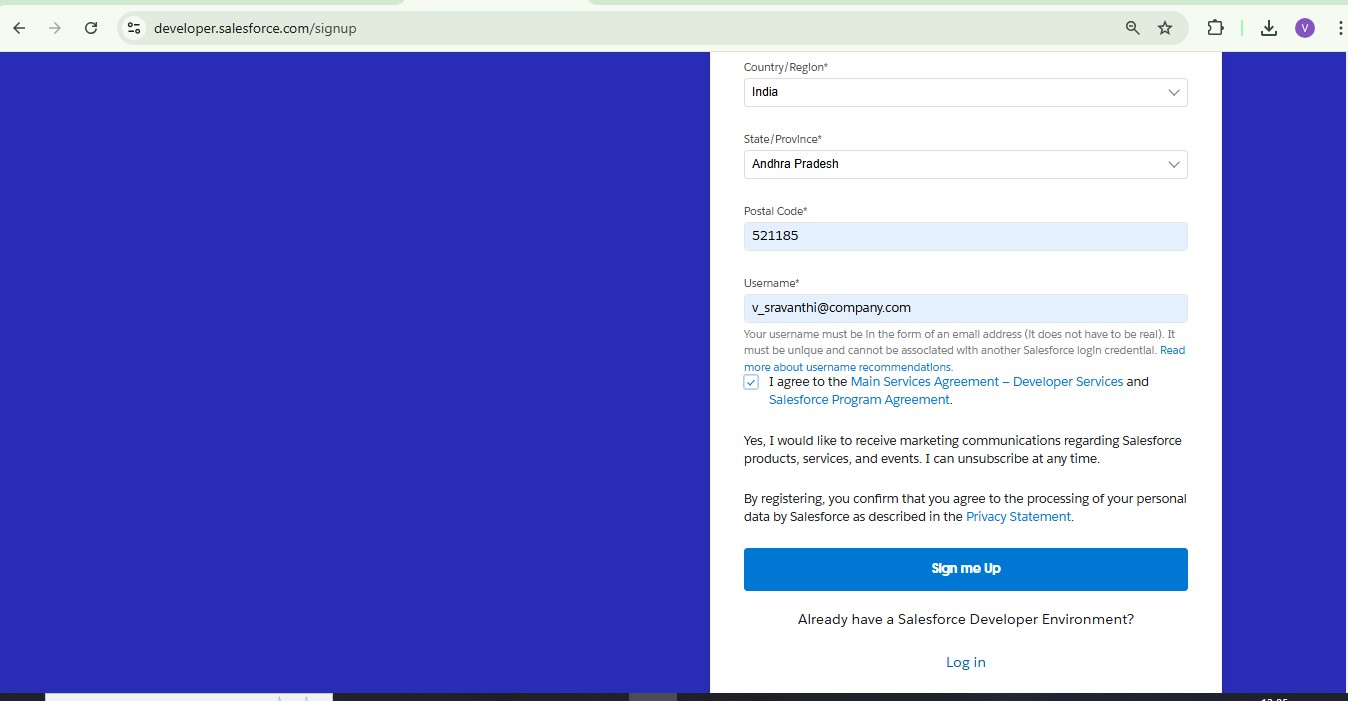 developer.salesforce.com/signup
V
Country/Region*
India
State/Province*
Andhra Pradesh
Postal Code*
521185
Username*
v_sravanthi@company.com
Your username must be in the form of an email address (it does not have to be real). It
must be unique and cannot be associated with another Salesforce login credential. Read
more about username recommendations.
I agree to the Main Services Agreement – Developer Services and
Salesforce Program Agreement.
Yes, I would like to receive marketing communications regarding Salesforce
products, services, and events. I can unsubscribe at any time.
By registering, you confirm that you agree to the processing of your personal
data by Salesforce as described in the Privacy Statement.
Sign me Up
Already have a Salesforce Developer Environment?
Log in